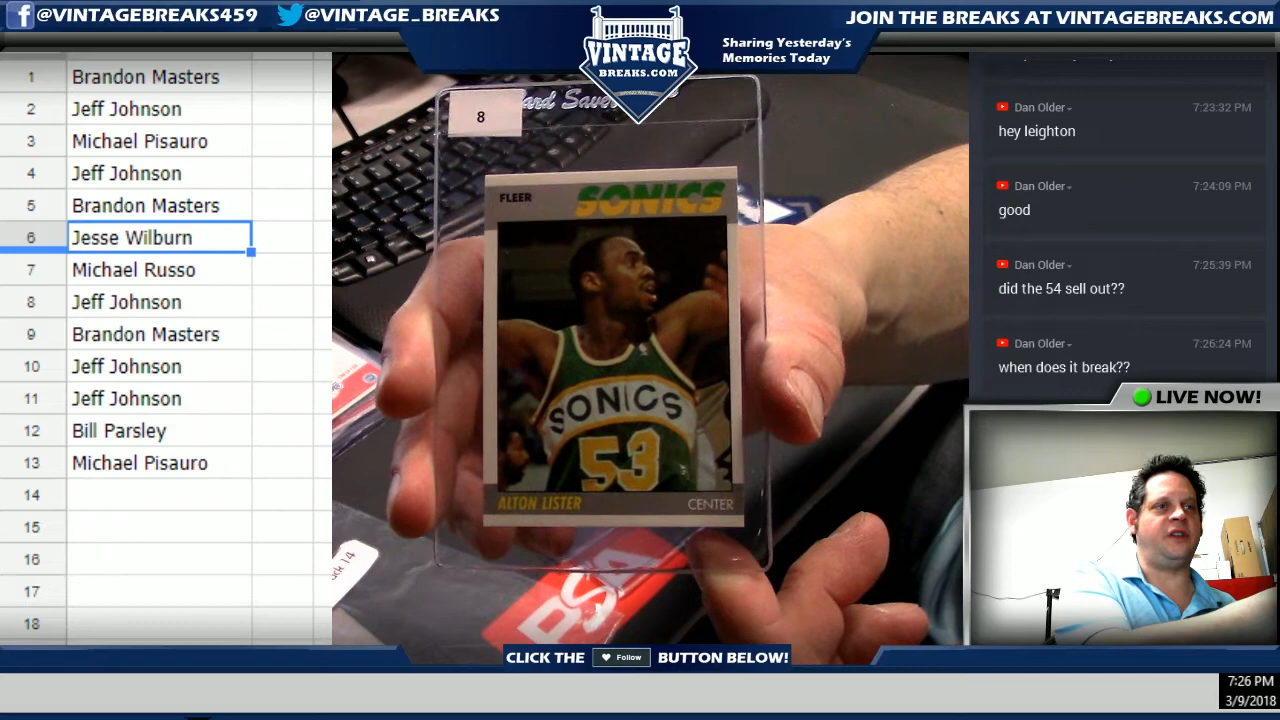 @VINTAGEBREAKS459
@VINTAGE_BREAKS
VINTAGE
BREAKS.COM
Sharing Yesterday's
Memories Today
JOIN THE BREAKS AT VINTAGEBREAKS.COM
1 Brandon Masters
2 Jeff Johnson
3 Michael Pisauro
4 Jeff Johnson
5 Brandon Masters
6 Jesse Wilburn
7 Michael Russo
8 Jeff Johnson
9 Brandon Masters
10 Jeff Johnson
11 Jeff Johnson
12 Bill Parsley
13 Michael Pisauro
14
15
16
17
18
8
FLEER
SONICS
SONICS
53
ALTON LISTER
CENTER
PSA
14
Dan Older 7:23:32 PM
hey leighton
Dan Older 7:24:09 PM
good
Dan Older 7:25:39 PM
did the 54 sell out??
Dan Older 7:26:24 PM
when does it break??
LIVE NOW!
CLICK THE Follow BUTTON BELOW!
7:26 PM
3/9/2018